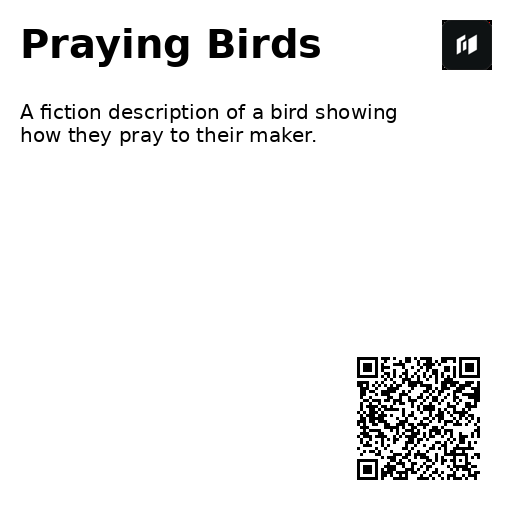 Praying Birds
A fiction description of a bird showing
how they pray to their maker.